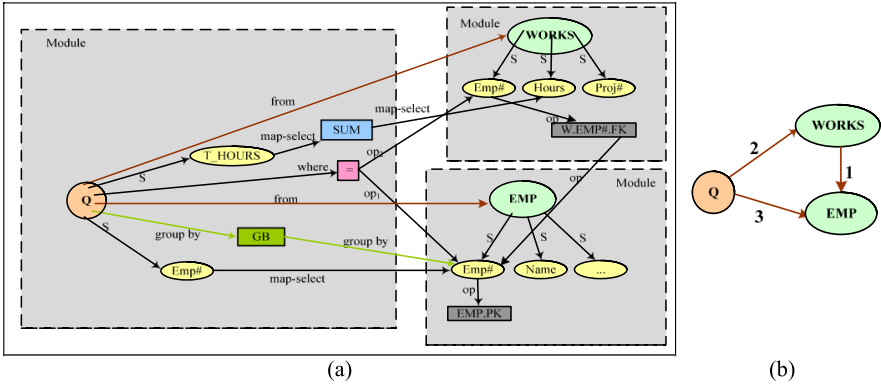 Module
Module
WORKS
S
S
S
Emp#
Hours
Proj#
from
map-select
op
SUM
map-select
W.EMP#.FK
T_HOURS
op2
S
where
=
op
Module
WORKS
2
1
Q
from
op1
EMP
Q
EMP
3
S
group by
GB
group by
S
S
S
Emp#
map-select
Emp#
Name
...
op
EMP.PK
(a)
(b)